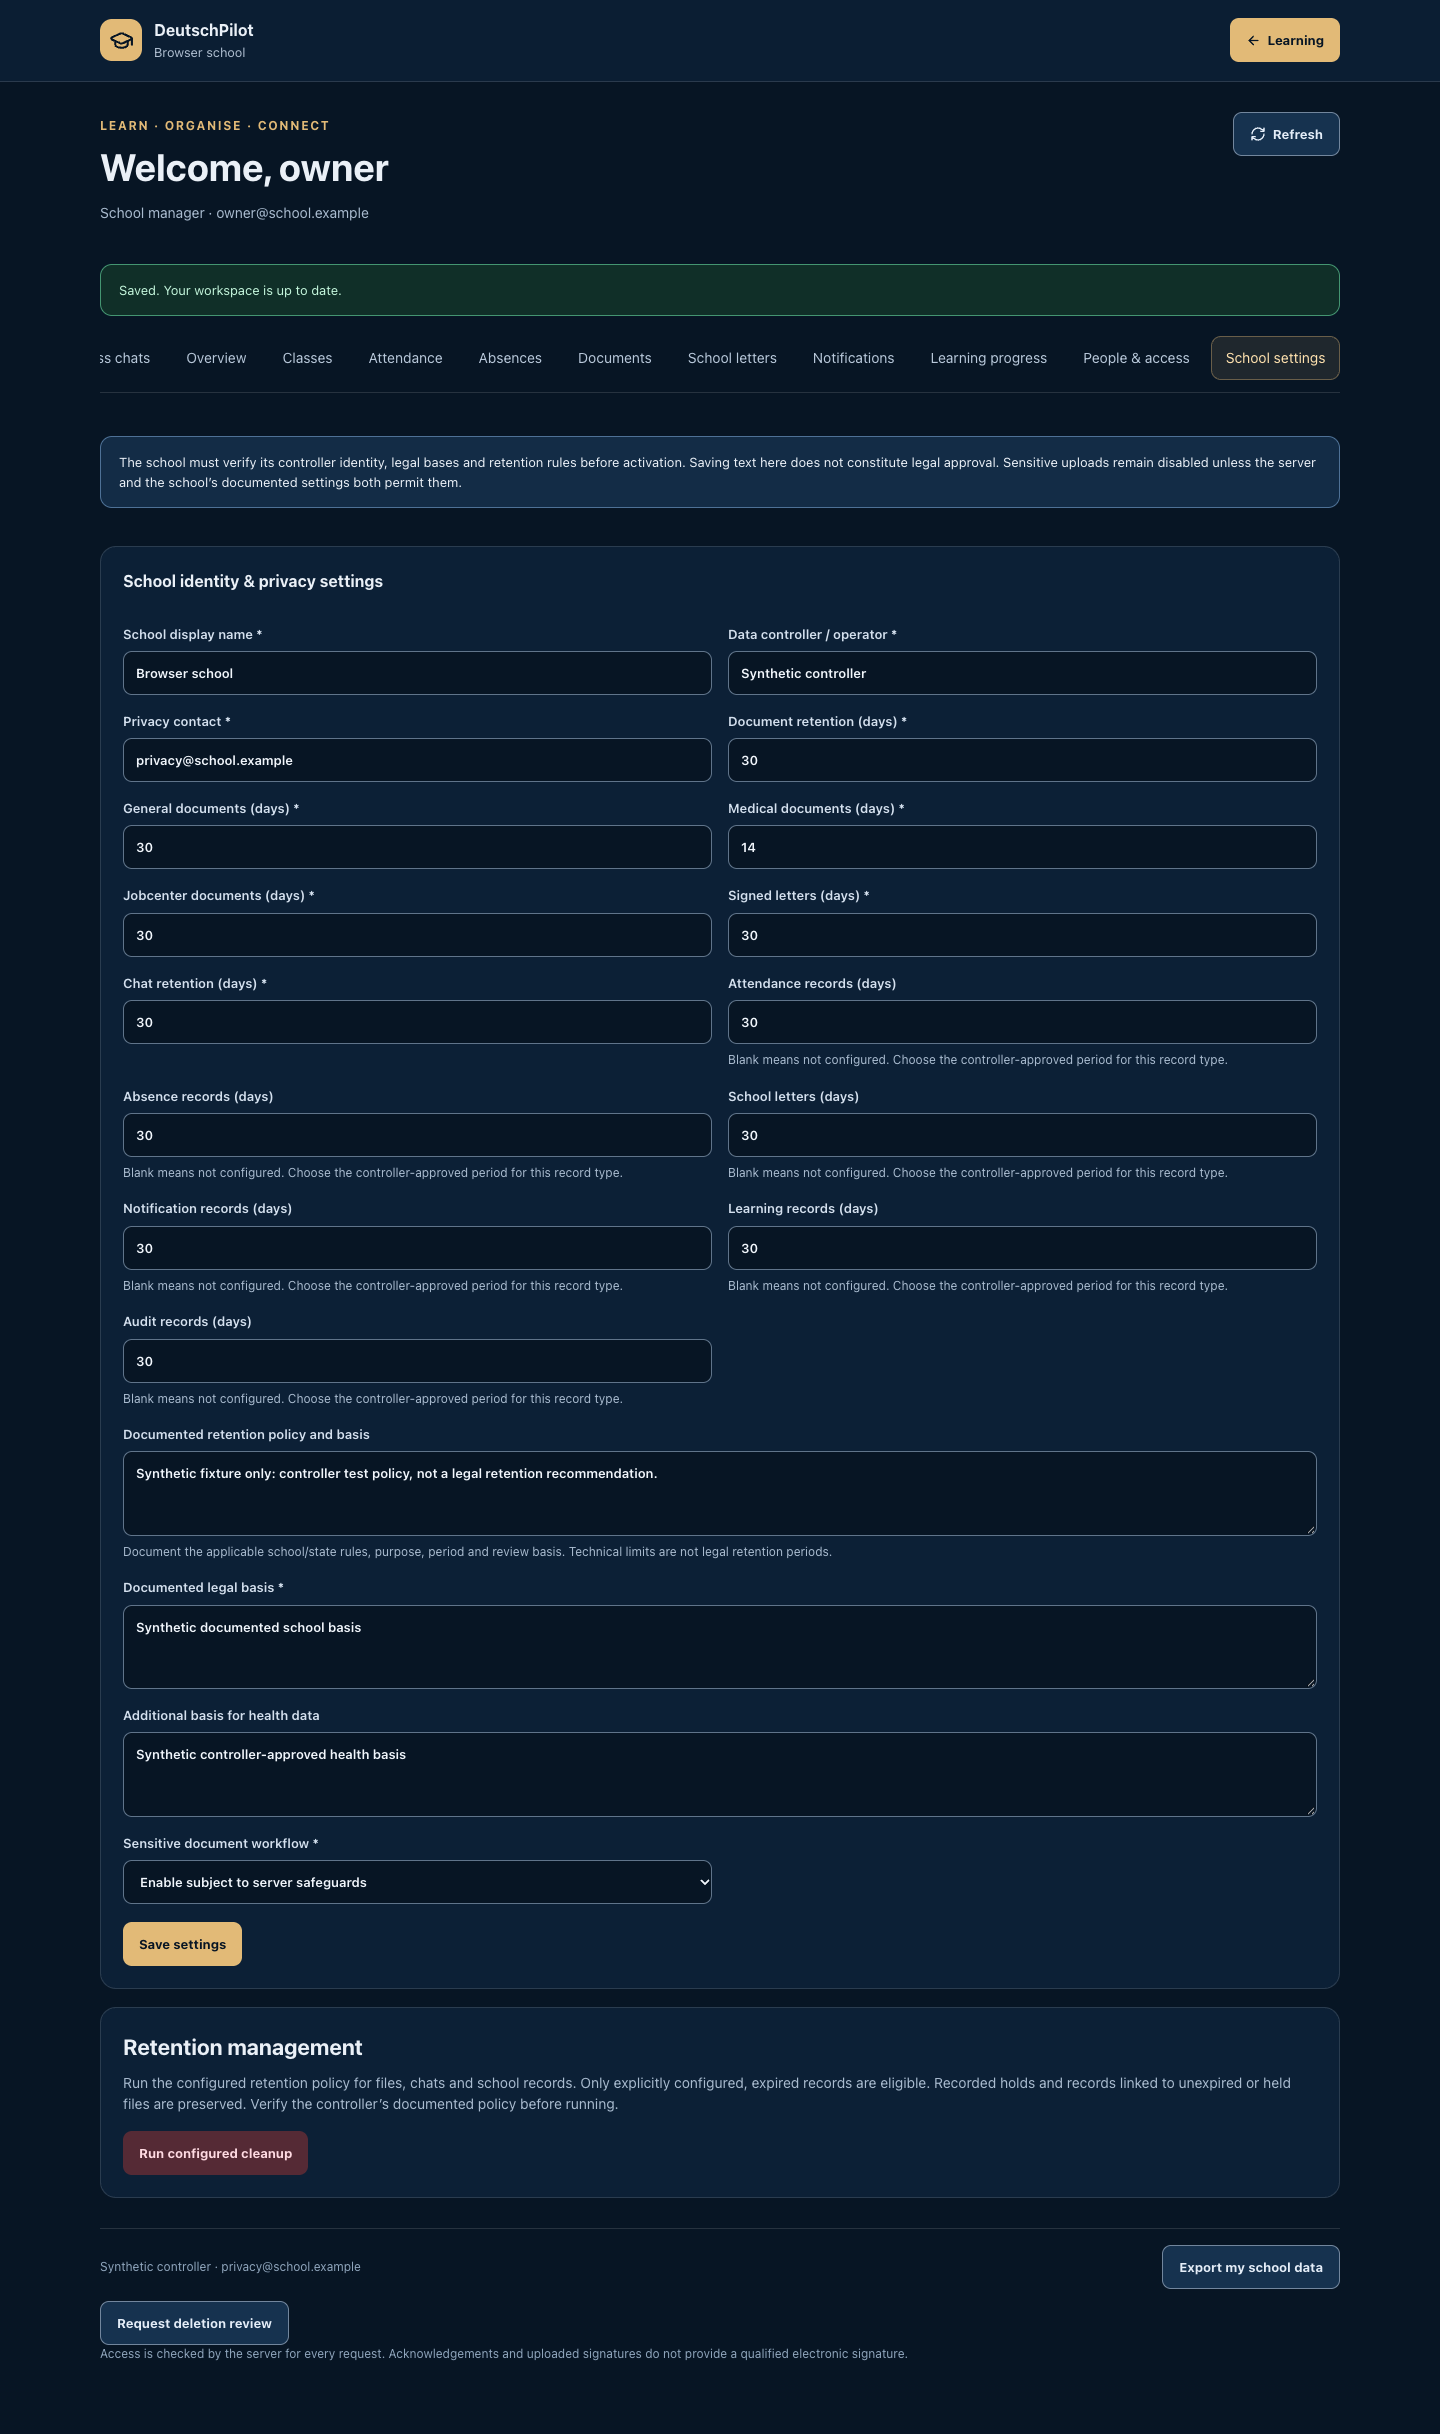 DeutschPilot
Browser school
Learning
LEARN · ORGANISE · CONNECT
Welcome, owner
School manager · owner@school.example
Refresh
Saved. Your workspace is up to date.
ss chats Overview Classes Attendance Absences Documents School letters Notifications Learning progress People & access School settings
The school must verify its controller identity, legal bases and retention rules before activation. Saving text here does not constitute legal approval. Sensitive uploads remain disabled unless the server
and the school's documented settings both permit them.
School identity & privacy settings
School display name * Data controller / operator *
Browser school Synthetic controller
Privacy contact * Document retention (days) *
privacy@school.example 30
General documents (days) * Medical documents (days) *
30 14
Jobcenter documents (days) * Signed letters (days) *
30 30
Chat retention (days) * Attendance records (days)
30 30
Blank means not configured. Choose the controller-approved period for this record type.
Absence records (days) School letters (days)
30 30
Blank means not configured. Choose the controller-approved period for this record type. Blank means not configured. Choose the controller-approved period for this record type.
Notification records (days) Learning records (days)
30 30
Blank means not configured. Choose the controller-approved period for this record type. Blank means not configured. Choose the controller-approved period for this record type.
Audit records (days)
30
Blank means not configured. Choose the controller-approved period for this record type.
Documented retention policy and basis
Synthetic fixture only: controller test policy, not a legal retention recommendation.
Document the applicable school/state rules, purpose, period and review basis. Technical limits are not legal retention periods.
Documented legal basis *
Synthetic documented school basis
Additional basis for health data
Synthetic controller-approved health basis
Sensitive document workflow *
Enable subject to server safeguards
Save settings
Retention management
Run the configured retention policy for files, chats and school records. Only explicitly configured, expired records are eligible. Recorded holds and records linked to unexpired or held
files are preserved. Verify the controller's documented policy before running.
Run configured cleanup
Synthetic controller · privacy@school.example
Export my school data
Request deletion review
Access is checked by the server for every request. Acknowledgements and uploaded signatures do not provide a qualified electronic signature.